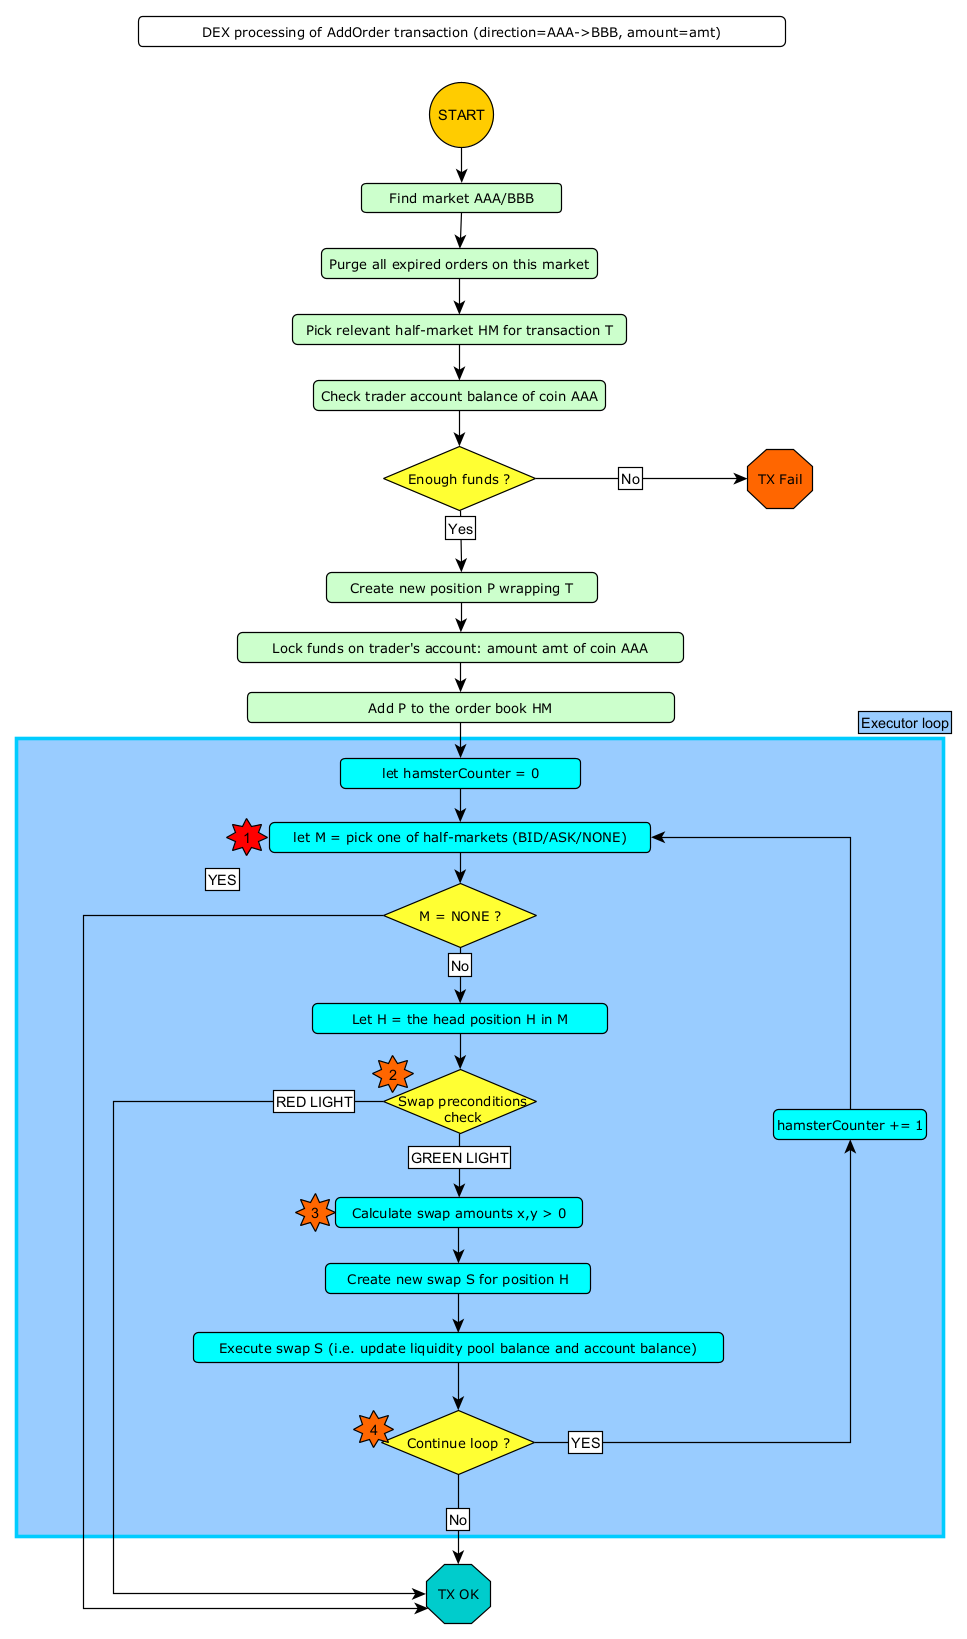 DEX processing of AddOrder transaction (direction=AAA->BBB, amount=amt)
START
Find market AAA/BBB
Purge all expired orders on this market
Pick relevant half-market HM for transaction T
Check trader account balance of coin AAA
Enough funds ?
No
TX Fail
Yes
Create new position P wrapping T
Lock funds on trader's account: amount amt of coin AAA
Add P to the order book HM
Executor loop
let hamsterCounter = 0
1
let M = pick one of half-markets (BID/ASK/NONE)
YES
M = NONE ?
No
Let H = the head position H in M
2
RED LIGHT
Swap preconditions
check
hamsterCounter += 1
GREEN LIGHT
3
Calculate swap amounts x,y > 0
Create new swap S for position H
Execute swap S (i.e. update liquidity pool balance and account balance)
4
Continue loop ?
YES
No
TX OK